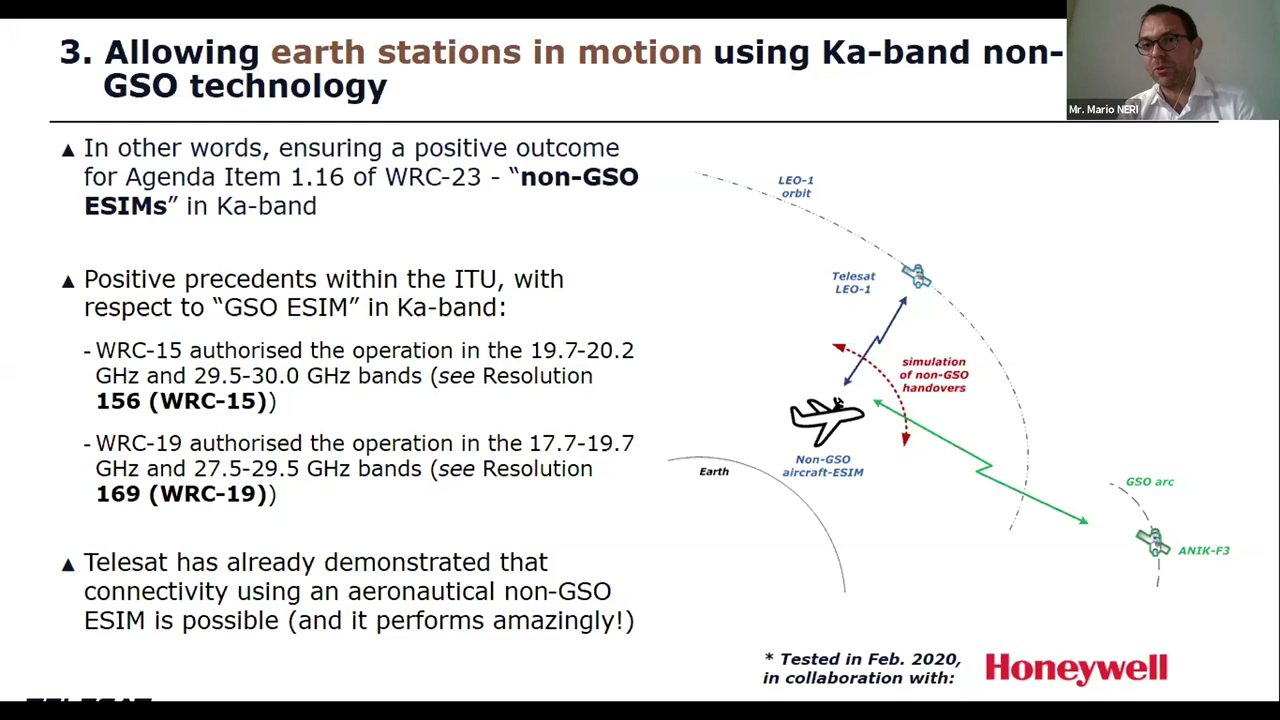 3. Allowing earth stations in motion using Ka-band non-
GSO technology
Mr. Mario NERI
▲ In other words, ensuring a positive outcome
for Agenda Item 1.16 of WRC-23 - “non-GSO
ESIMs” in Ka-band
▲ Positive precedents within the ITU, with
respect to “GSO ESIM” in Ka-band:
- WRC-15 authorised the operation in the 19.7-20.2
GHz and 29.5-30.0 GHz bands (see Resolution
156 (WRC-15))
- WRC-19 authorised the operation in the 17.7-19.7
GHz and 27.5-29.5 GHz bands (see Resolution
169 (WRC-19))
▲ Telesat has already demonstrated that
connectivity using an aeronautical non-GSO
ESIM is possible (and it performs amazingly!)
LEO-1
orbit
Telesat
LEO-1
simulation
of non-GSO
handovers
Non-GSO
aircraft-ESIM
Earth
GSO arc
ANIK-F3
* Tested in Feb. 2020,
in collaboration with:
Honeywell